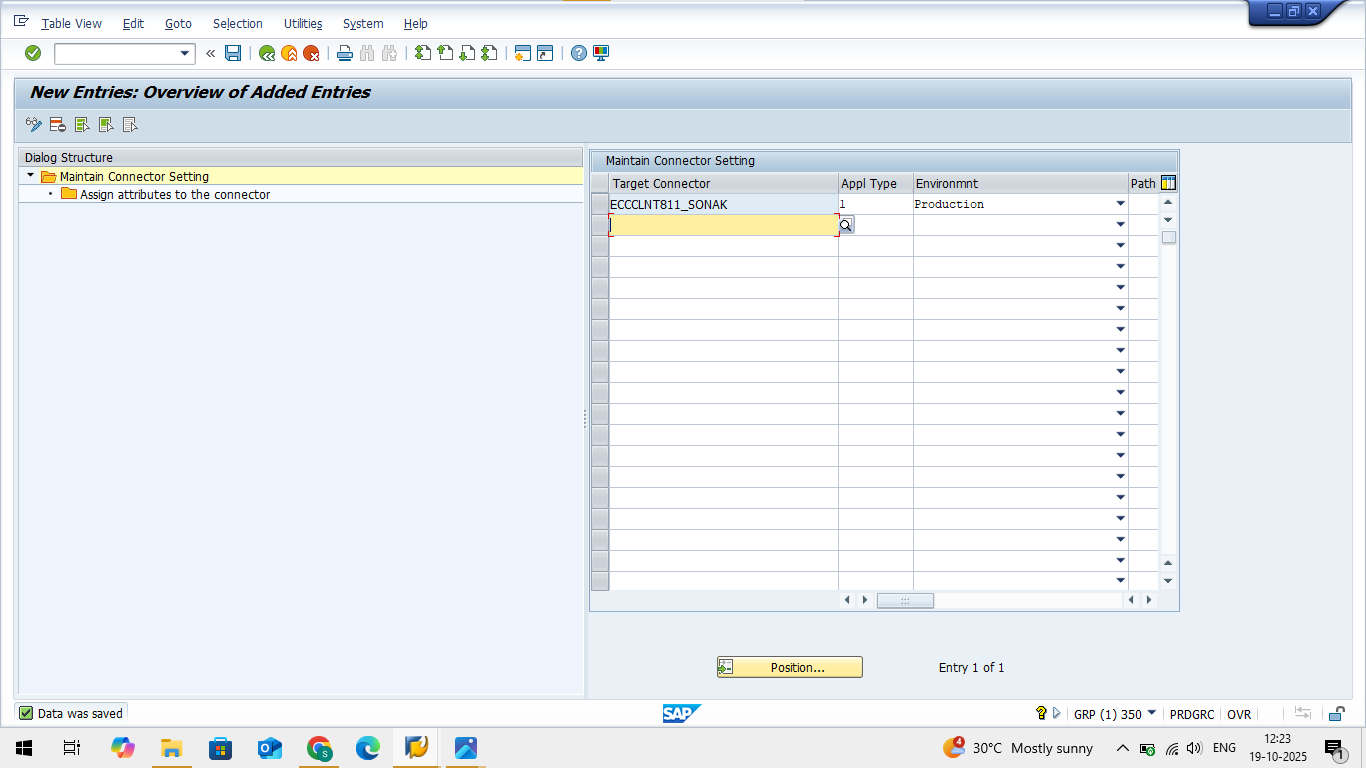 Table View Edit Goto Selection Utilities System Help
New Entries: Overview of Added Entries
Dialog Structure
Maintain Connector Setting
Assign attributes to the connector
Maintain Connector Setting
Target Connector Appl Type Environmnt Path
ECCCLNT811_SONAK 1 Production
Position... Entry 1 of 1
Data was saved SAP GRP (1) 350 PRDGRC OVR
4 30°C Mostly sunny ENG 12:23
19-10-2025 1